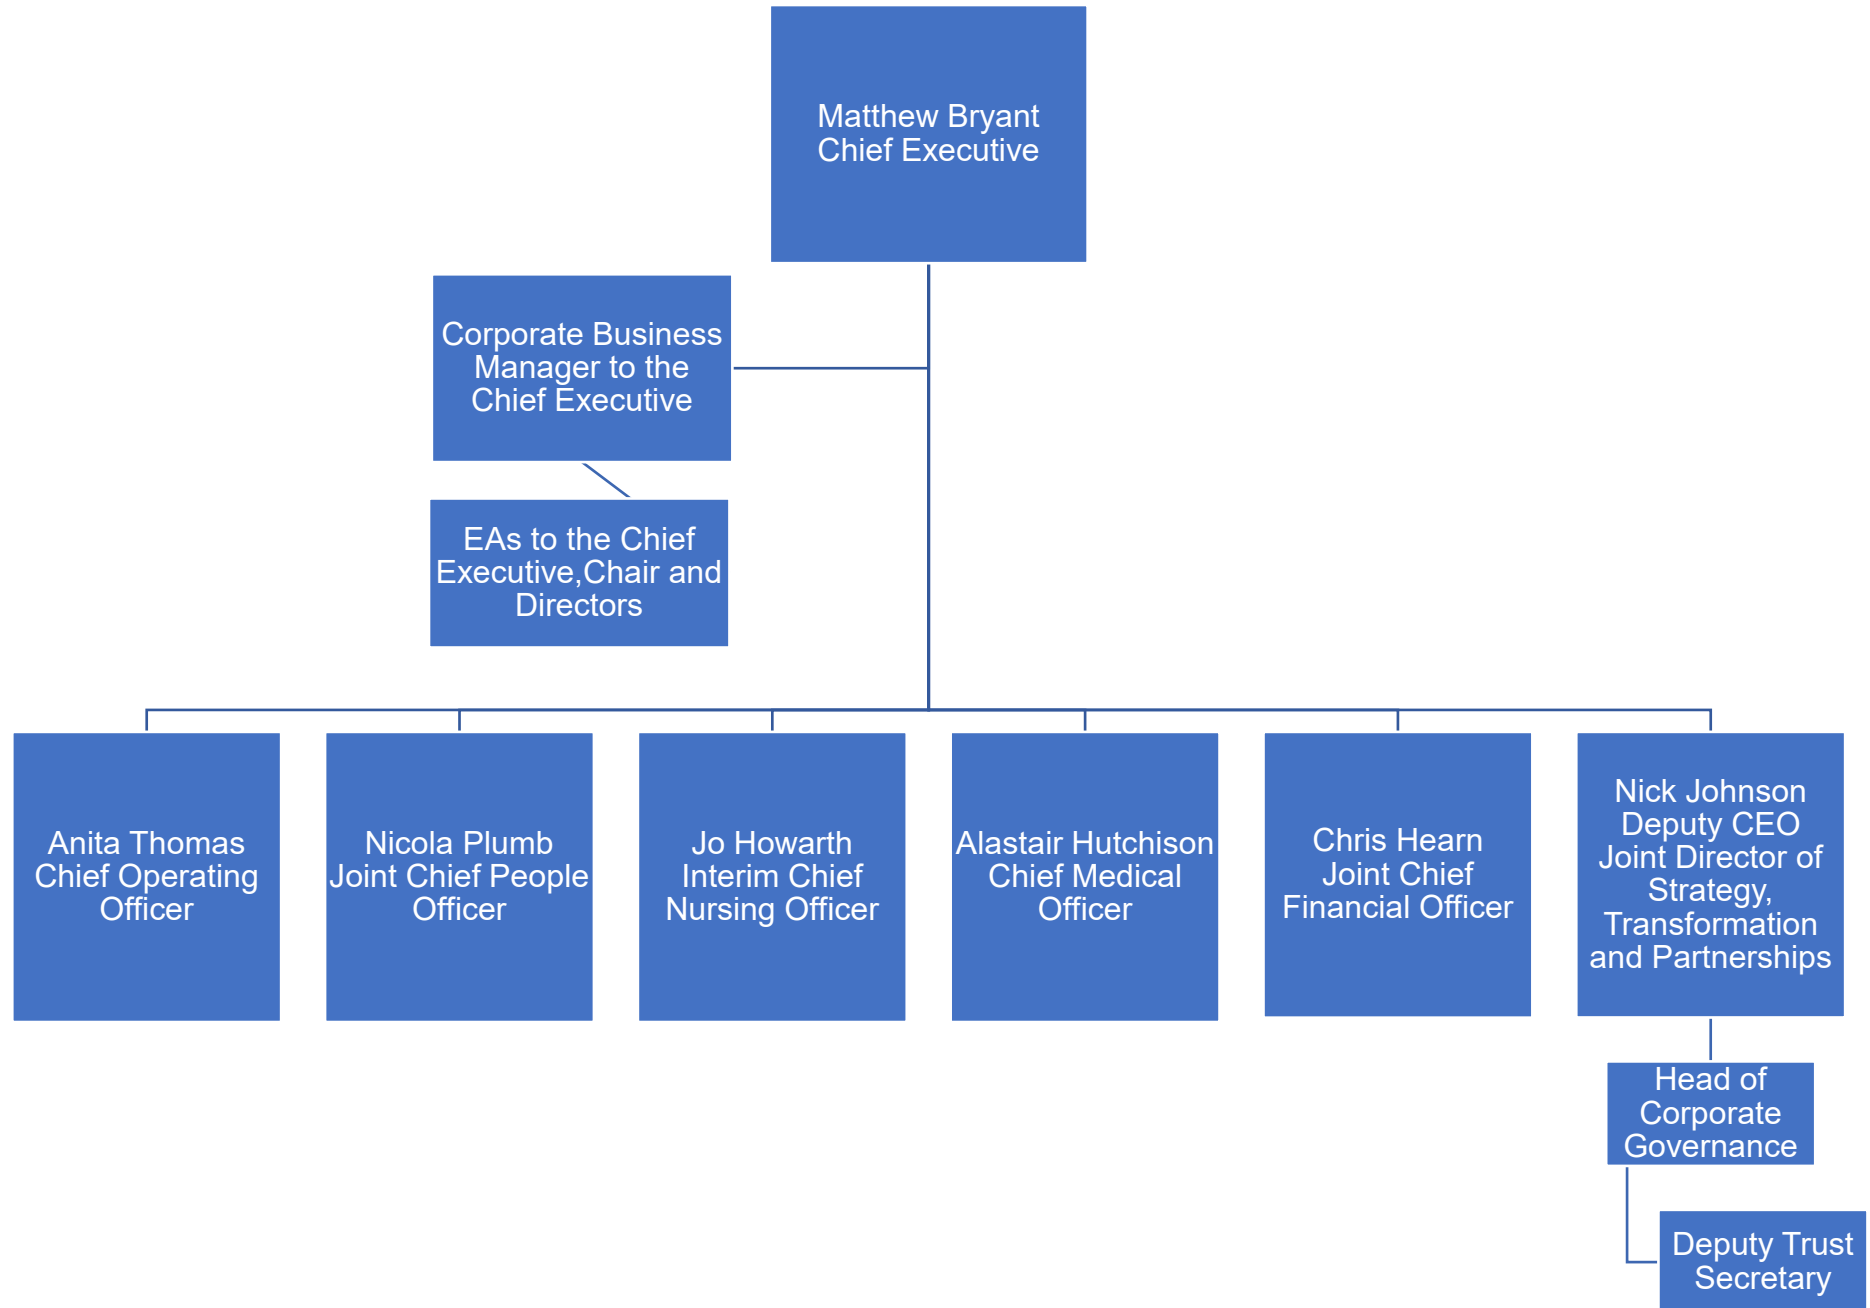 Matthew Bryant
Chief Executive
Corporate Business
Manager to the
Chief Executive
EAs to the Chief
Executive,Chair and
Directors
Anita Thomas
Chief Operating
Officer
Nicola Plumb
Joint Chief People
Officer
Jo Howarth
Interim Chief
Nursing Officer
Alastair Hutchison
Chief Medical
Officer
Chris Hearn
Joint Chief
Financial Officer
Nick Johnson
Deputy CEO
Joint Director of
Strategy,
Transformation
and Partnerships
Head of
Corporate
Governance
Deputy Trust
Secretary